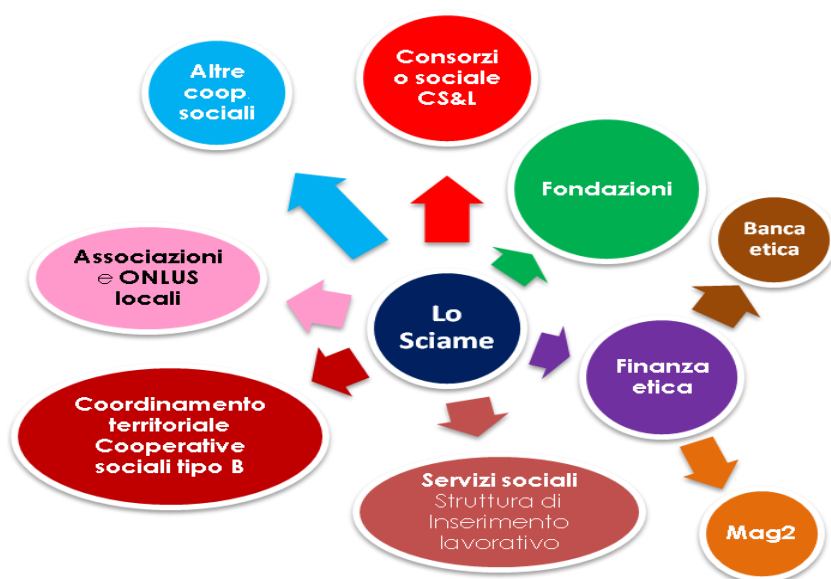 Altre
coop.
sociali
Consorzi
o sociale
CS&L
Fondazioni
Banca
etica
Associazioni
e ONLUS
locali
Lo
Sciame
Finanza
etica
Coordinamento
territoriale
Cooperative
sociali tipo B
Servizi sociali
Struttura di
Inserimento
lavorativo
Mag2